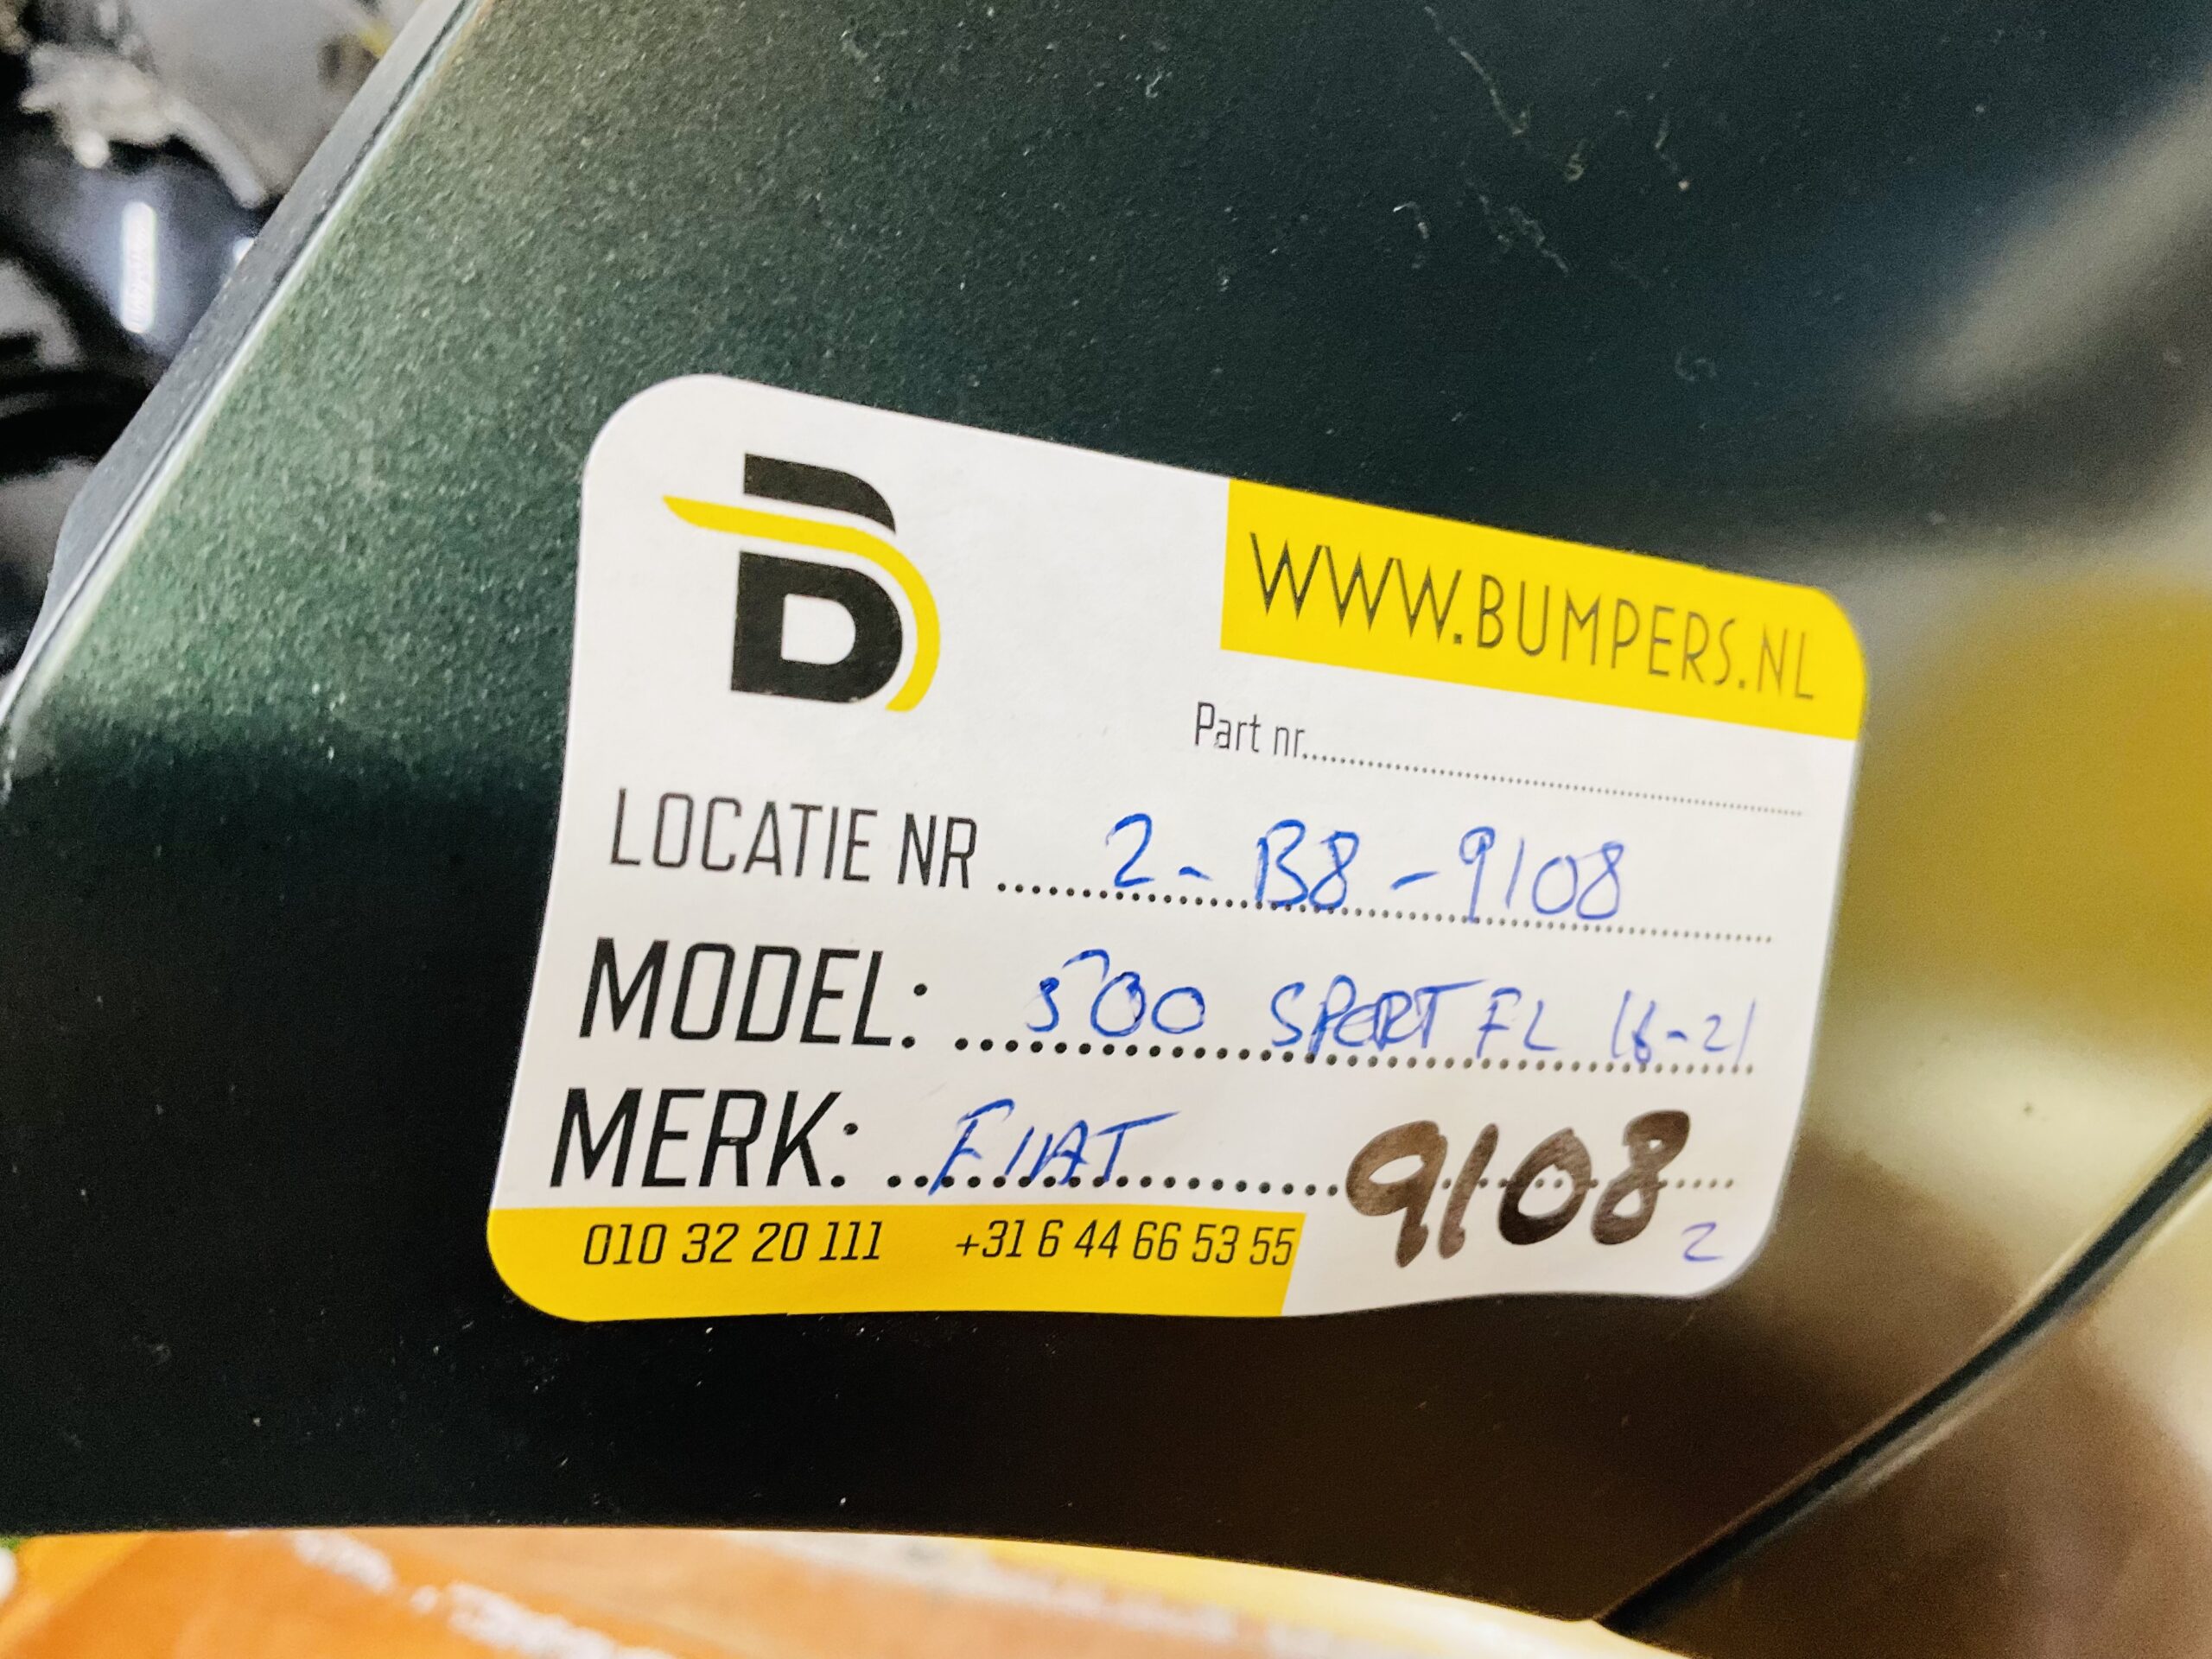 B
WWW.BUMPERS.NL
Part nr.
LOCATIE NR 2-B8-9108
MODEL: 500 SPORT FL 16-21
MERK: FIAT 9108
2
010 32 20 111 +31 6 44 66 53 55